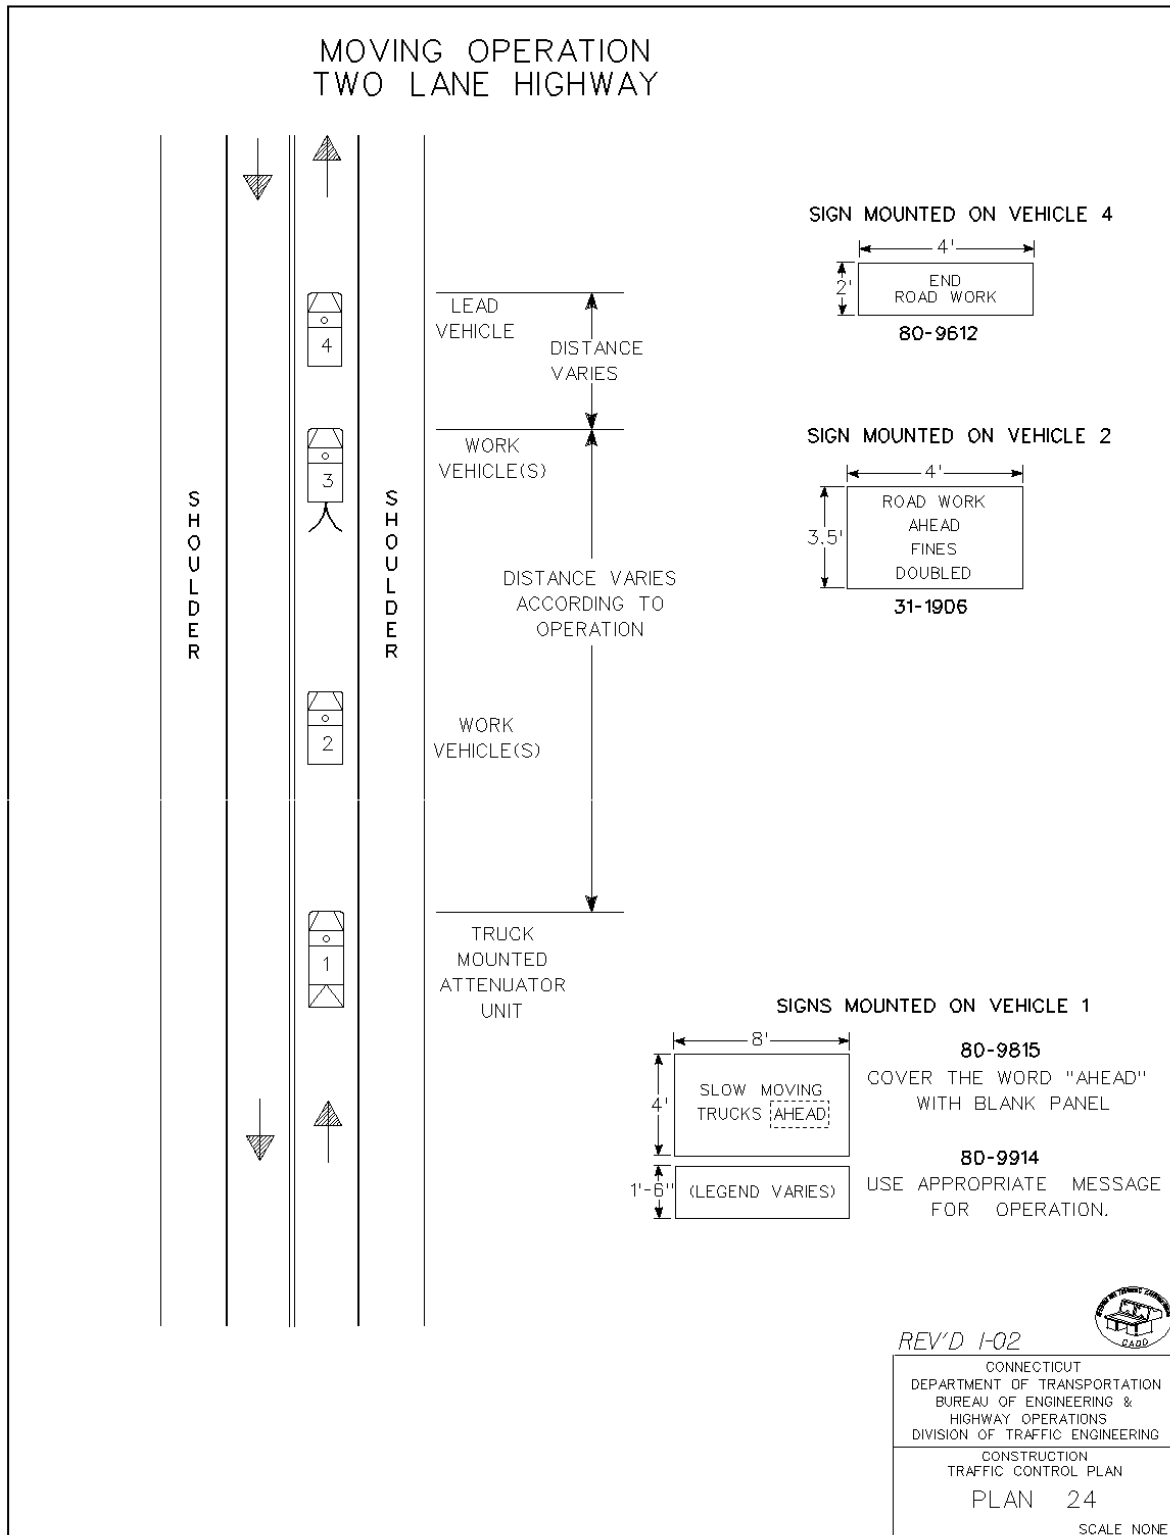 MOVING OPERATION
TWO LANE HIGHWAY
SIGN MOUNTED ON VEHICLE 4
4'
2'
END
ROAD WORK
80-9612
LEAD
VEHICLE
4
DISTANCE
VARIES
SIGN MOUNTED ON VEHICLE 2
4'
3.5'
ROAD WORK
AHEAD
FINES
DOUBLED
31-1906
WORK
VEHICLE(S)
3
SHOULDER
SHOULDER
DISTANCE VARIES
ACCORDING TO
OPERATION
WORK
VEHICLE(S)
2
1
TRUCK
MOUNTED
ATTENUATOR
UNIT
SIGNS MOUNTED ON VEHICLE 1
8'
4'
SLOW MOVING
TRUCKS AHEAD
80-9815
COVER THE WORD "AHEAD"
WITH BLANK PANEL
1'-6"
(LEGEND VARIES)
80-9914
USE APPROPRIATE MESSAGE
FOR OPERATION.
REV'D 1-02
CADD
CONNECTICUT
DEPARTMENT OF TRANSPORTATION
BUREAU OF ENGINEERING &
HIGHWAY OPERATIONS
DIVISION OF TRAFFIC ENGINEERING
CONSTRUCTION
TRAFFIC CONTROL PLAN
PLAN 24
SCALE NONE